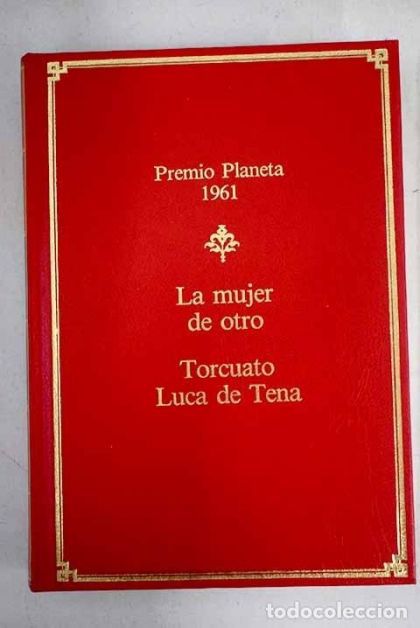 Premio Planeta
1961
La mujer
de otro
Torcuato
Luca de Tena
todocoleccion